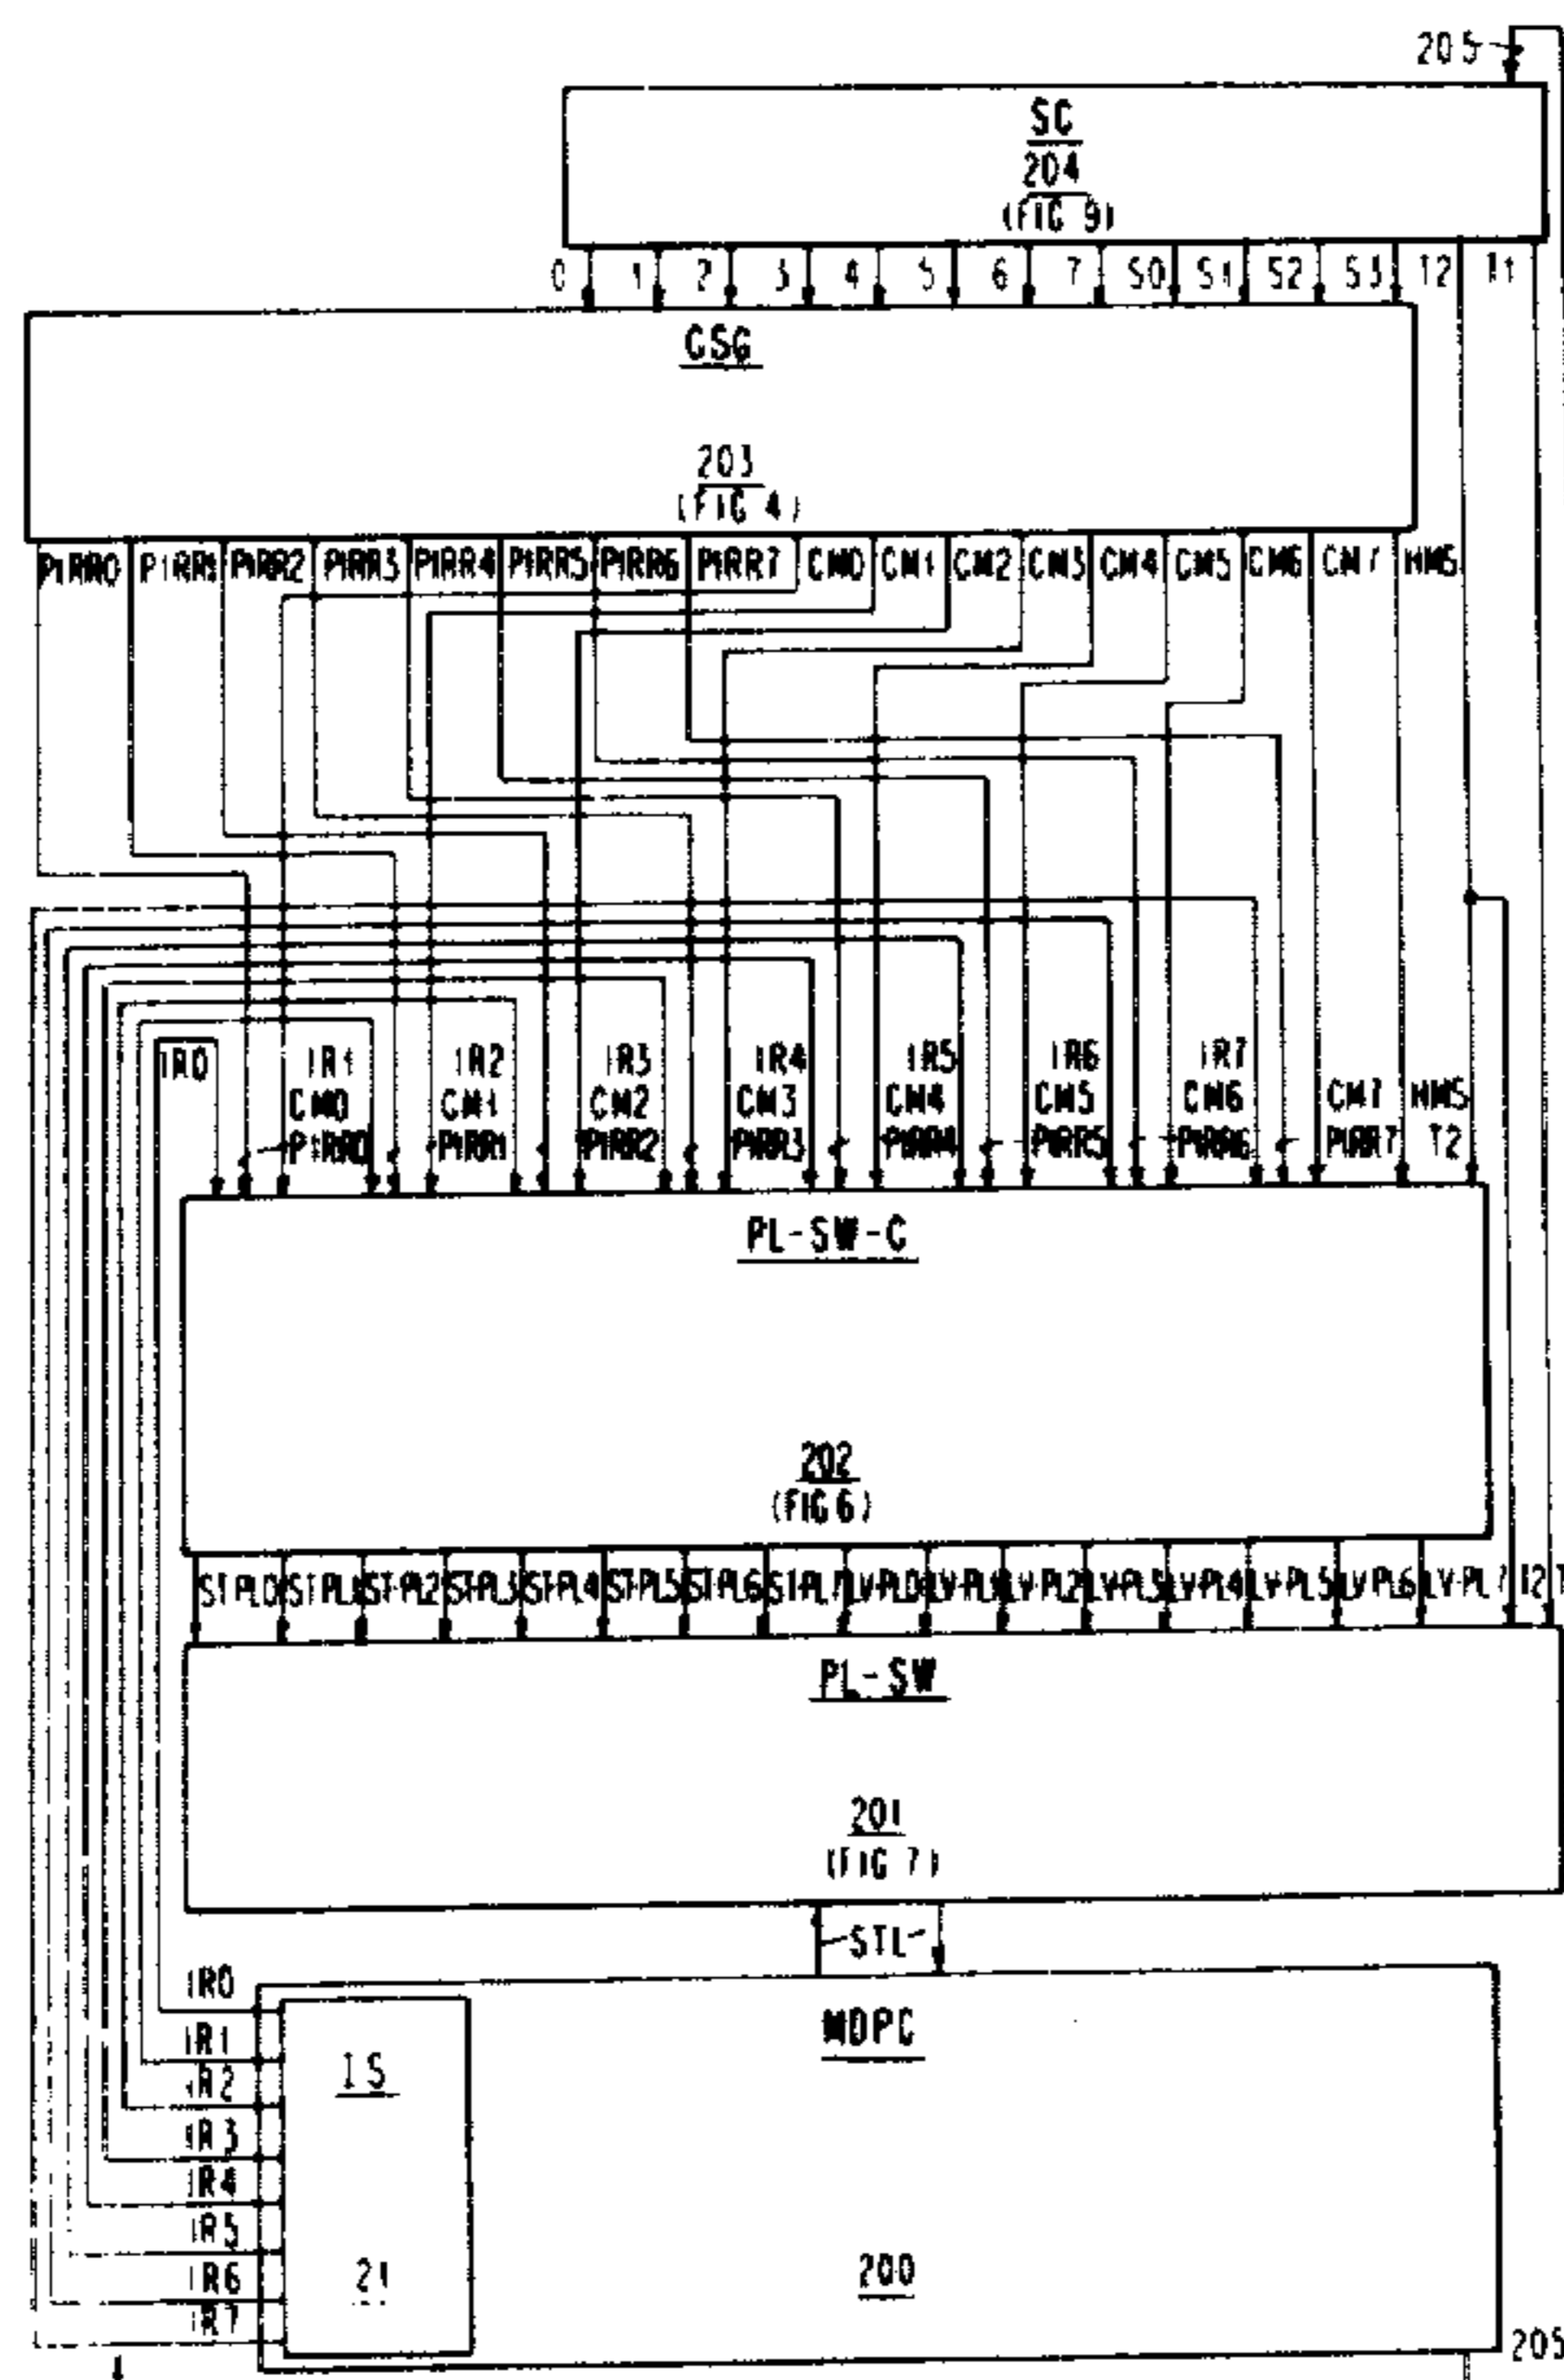 205
SC
204
(FIG 9)
0 1 2 3 4 5 6 7 S0 S1 S2 S3 T2 T1
CSG
203
(FIG 4)
PIRR0 PIRR1 PIRR2 PIRR3 PIRR4 PIRR5 PIRR6 PIRR7 CM0 CM1 CM2 CM3 CM4 CM5 CM6 CM7 MMS
IR0 IR1 IR2 IR3 IR4 IR5 IR6 IR7
CM0 CM1 CM2 CM3 CM4 CM5 CM6 CM7 MMS
PIRR0 PIRR1 PIRR2 PIRR3 PIRR4 PIRR5 PIRR6 PIRR7 T2
PL-SW-C
202
(FIG 6)
ST-PL0 ST-PL1 ST-PL2 ST-PL3 ST-PL4 ST-PL5 ST-PL6 ST-PL7 LV-PL0 LV-PL1 LV-PL2 LV-PL3 LV-PL4 LV-PL5 LV-PL6 LV-PL7 T2
PL-SW
201
(FIG 7)
STL
IR0
MDPC
IR1
IS
IR2
IR3
IR4
IR5
IR6
21
200
IR7
205